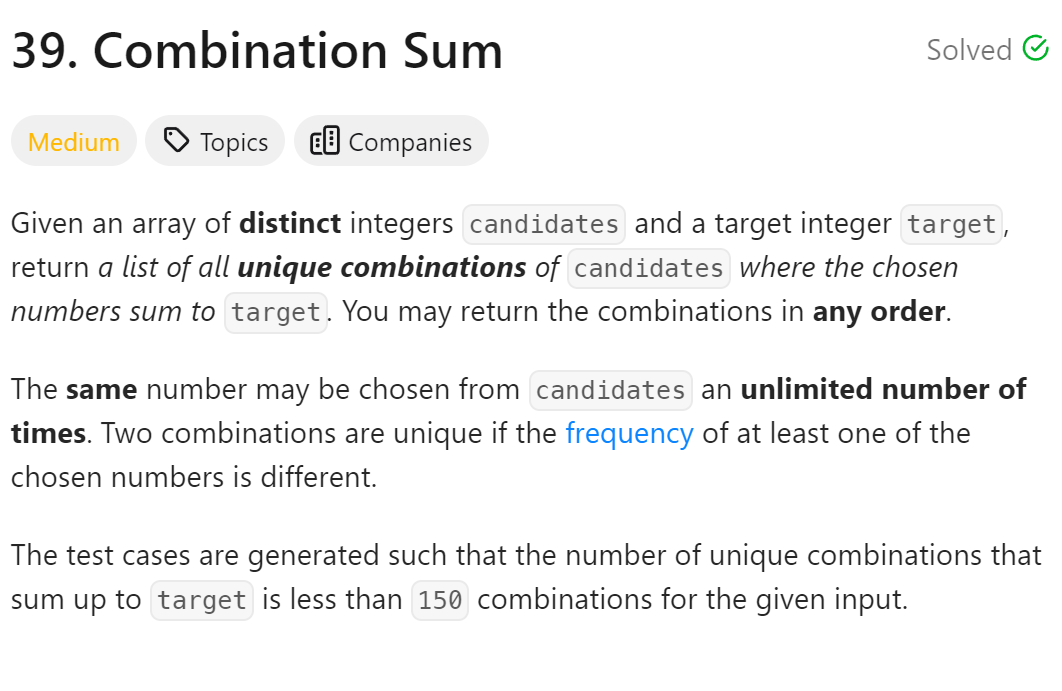 39. Combination Sum
Solved
Medium
Topics
Companies
Given an array of distinct integers candidates and a target integer target,
return a list of all unique combinations of candidates where the chosen
numbers sum to target. You may return the combinations in any order.
The same number may be chosen from candidates an unlimited number of
times. Two combinations are unique if the frequency of at least one of the
chosen numbers is different.
The test cases are generated such that the number of unique combinations that
sum up to target is less than 150 combinations for the given input.